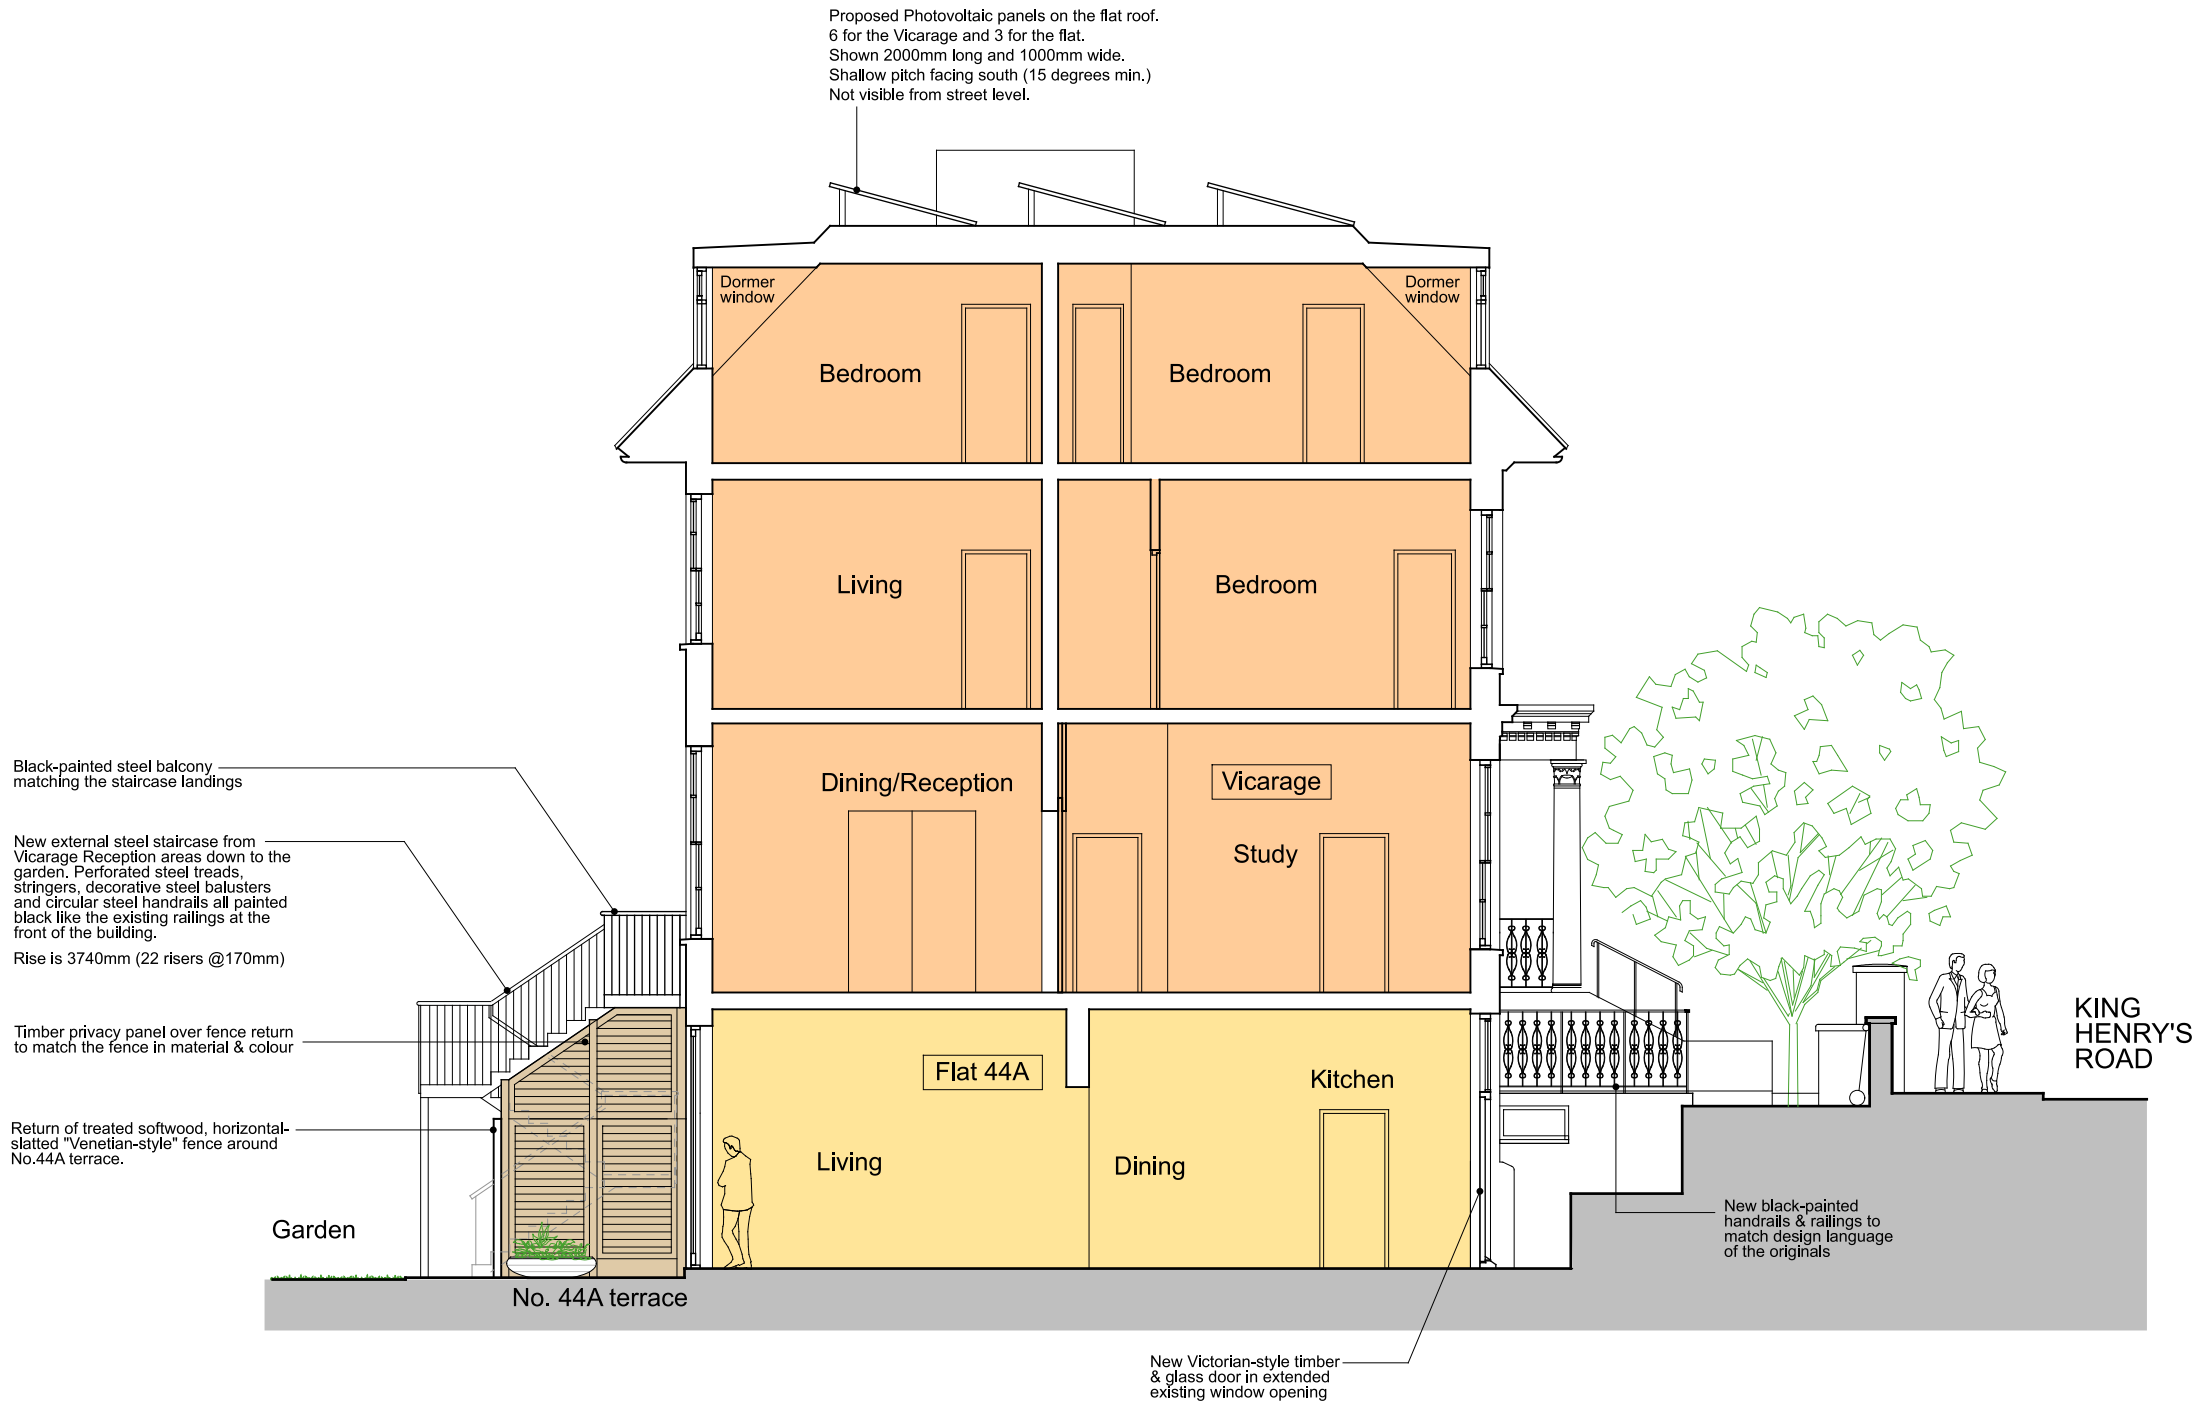 Proposed Photovoltaic panels on the flat roof.
6 for the Vicarage and 3 for the flat.
Shown 2000mm long and 1000mm wide.
Shallow pitch facing south (15 degrees min.)
Not visible from street level.
Dormer
window
Dormer
window
Bedroom
Bedroom
Living
Bedroom
Dining/Reception
Vicarage
Study
Black-painted steel balcony
matching the staircase landings
New external steel staircase from
Vicarage Reception areas down to the
garden. Perforated steel treads,
stringers, decorative steel balusters
and circular steel handrails all painted
black like the existing railings at the
front of the building.
Rise is 3740mm (22 risers @170mm)
Timber privacy panel over fence return
to match the fence in material & colour
Return of treated softwood, horizontal-
slatted "Venetian-style" fence around
No.44A terrace.
Flat 44A
Kitchen
Living
Dining
KING
HENRY'S
ROAD
Garden
No. 44A terrace
New black-painted
handrails & railings to
match design language
of the originals
New Victorian-style timber
& glass door in extended
existing window opening